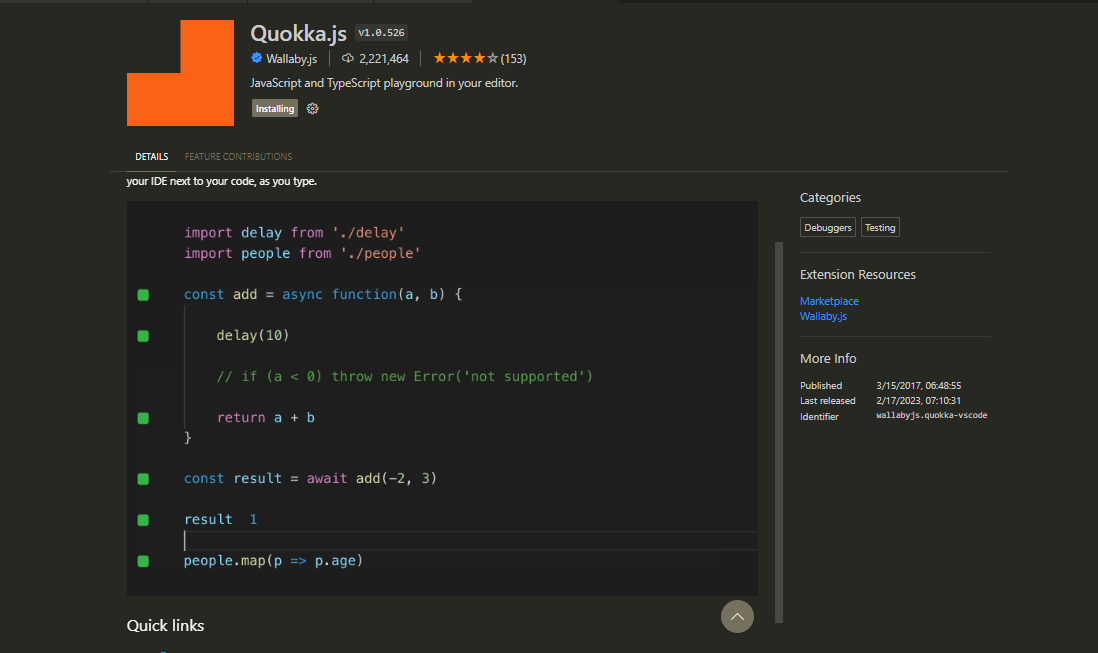 Quokka.js v1.0.526
Wallaby.js 2,221,464 (153)
JavaScript and TypeScript playground in your editor.
Installing
DETAILS FEATURE CONTRIBUTIONS
your IDE next to your code, as you type.
import delay from './delay'
import people from './people'
const add = async function(a, b) {
delay(10)
// if (a < 0) throw new Error('not supported')
return a + b
}
const result = await add(-2, 3)
result 1
people.map(p => p.age)
Quick links
Categories
Debuggers Testing
Extension Resources
Marketplace
Wallaby.js
More Info
Published 3/15/2017, 06:48:55
Last released 2/17/2023, 07:10:31
Identifier wallabyjs.quokka-vscode